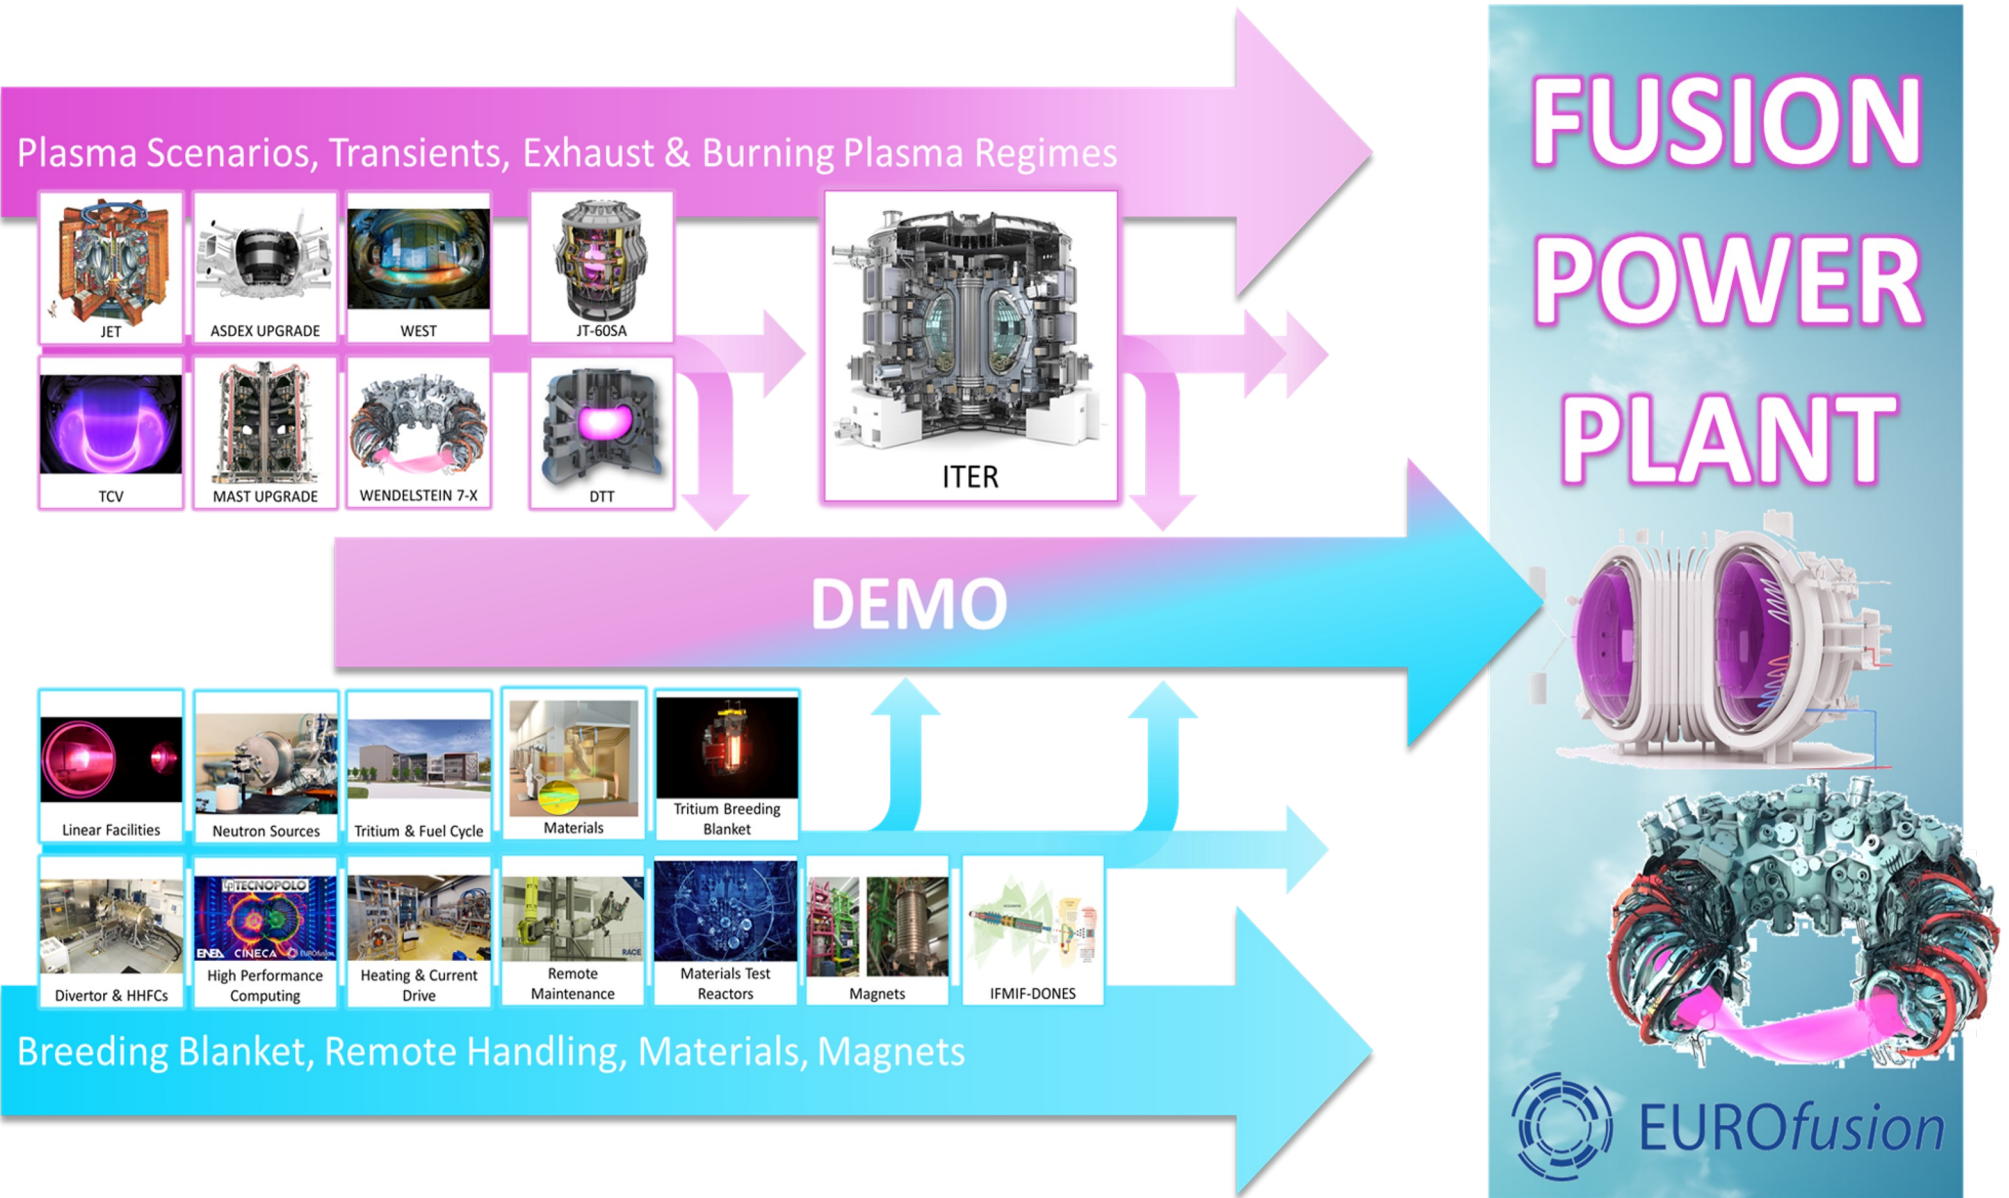 Plasma Scenarios, Transients, Exhaust & Burning Plasma Regimes
JET
ASDEX UPGRADE
WEST
JT-60SA
TCV
MAST UPGRADE
WENDELSTEIN 7-X
DTT
ITER
DEMO
Linear Facilities
Neutron Sources
Tritium & Fuel Cycle
Materials
Tritium Breeding
Blanket
Divertor & HHFCs
TECNOPOLO
ENEA CINECA EUROfusion
High Performance
Computing
Heating & Current
Drive
RACE
Remote
Maintenance
Materials Test
Reactors
Magnets
IFMIF-DONES
Breeding Blanket, Remote Handling, Materials, Magnets
FUSION
POWER
PLANT
EUROfusion